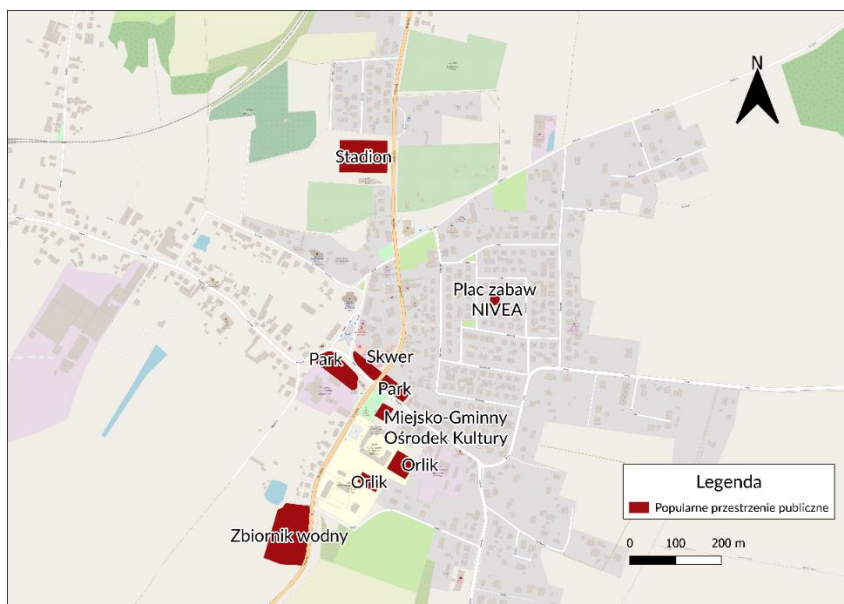 N
Stadion
Plac zabaw
NIVEA
Park
Skwer
Park
Miejsko-Gminny
Ośrodek Kultury
Orlik
Orlik
Zbiornik wodny
Legenda
Popularne przestrzenie publiczne
0 100 200 m